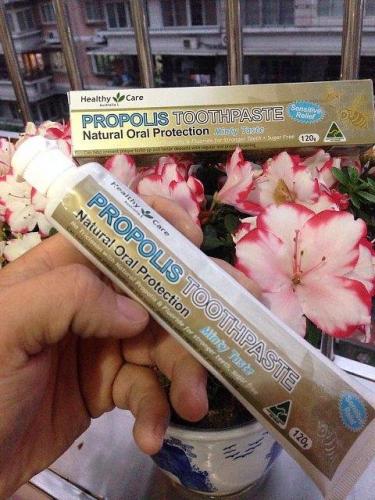 Healthy Care
Australia
PROPOLIS TOOTHPASTE
Natural Oral Protection Minty Taste
Sensitive
Relief
120g
Healthy Care
PROPOLIS TOOTHPASTE
Natural Oral Protection
Minty Taste
120g